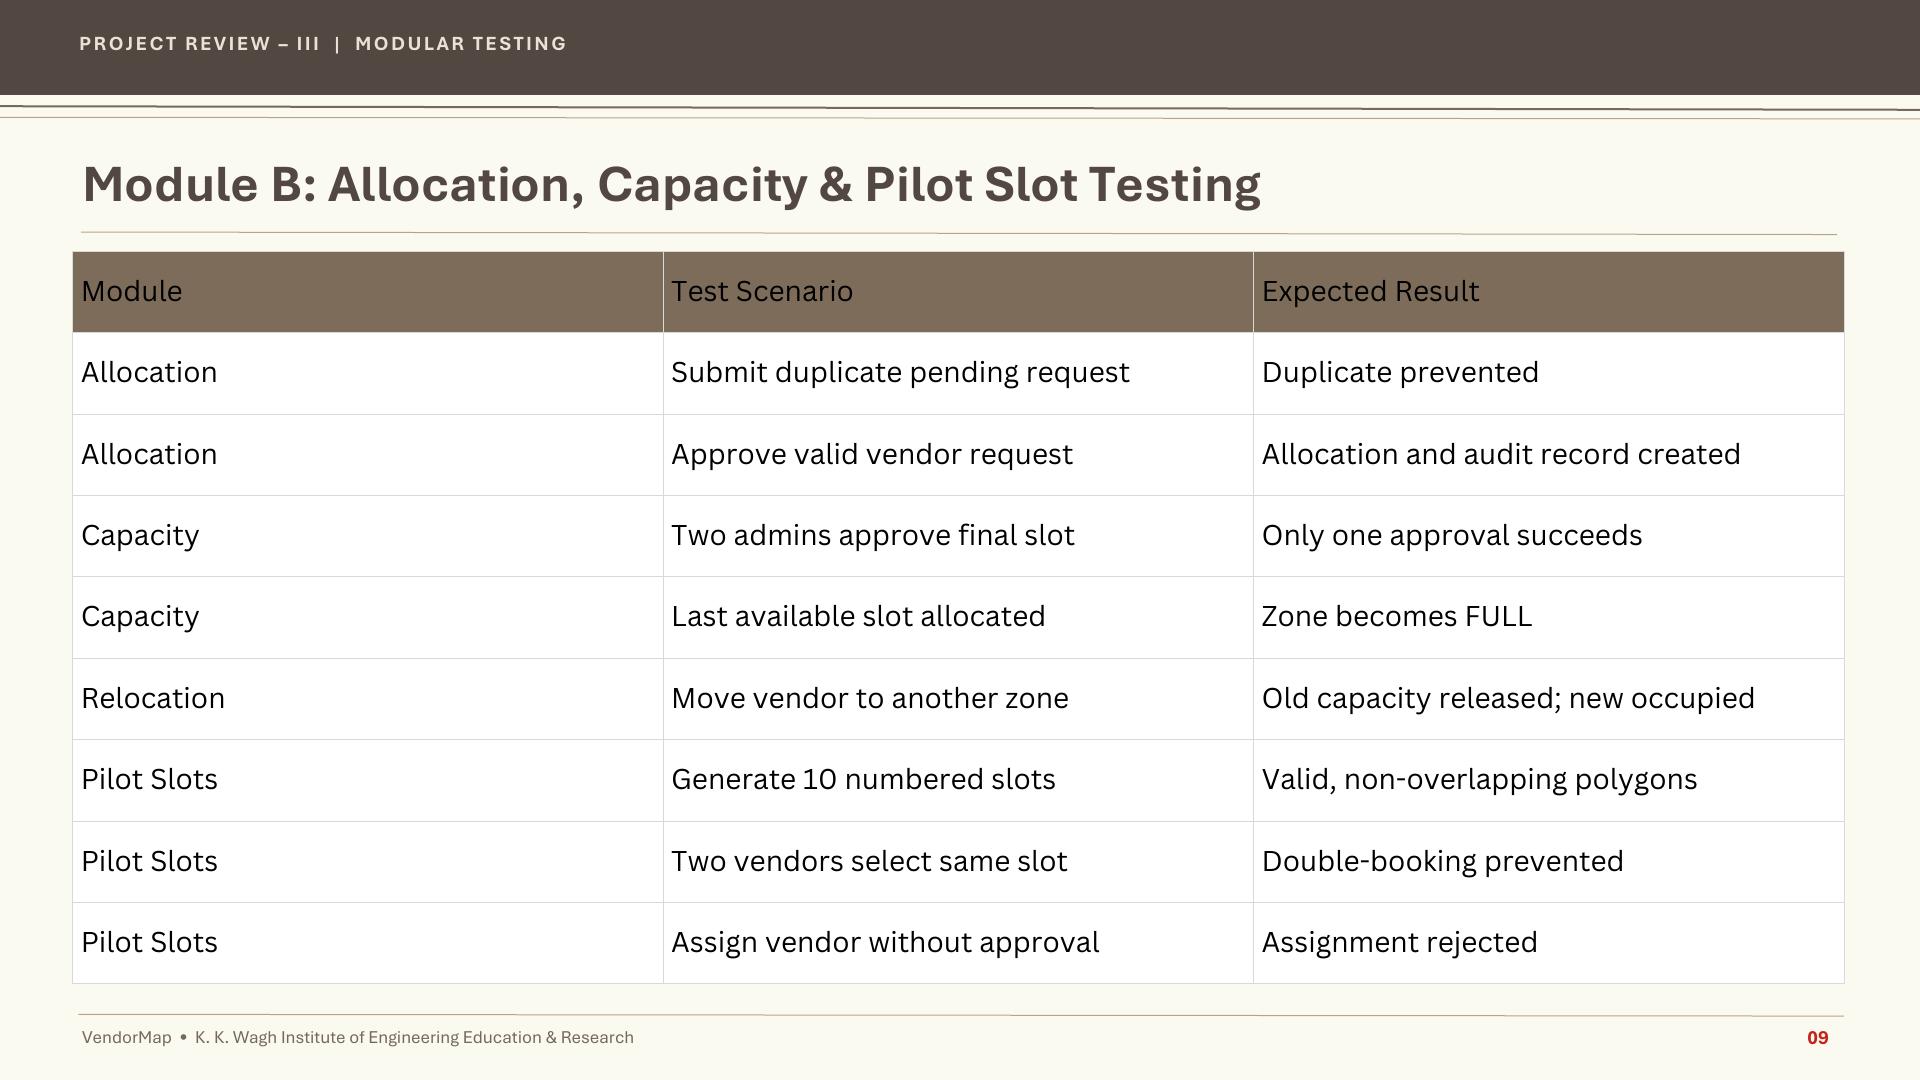 PROJECT REVIEW – III | MODULAR TESTING
Module B: Allocation, Capacity & Pilot Slot Testing
Module Test Scenario Expected Result
Allocation Submit duplicate pending request Duplicate prevented
Allocation Approve valid vendor request Allocation and audit record created
Capacity Two admins approve final slot Only one approval succeeds
Capacity Last available slot allocated Zone becomes FULL
Relocation Move vendor to another zone Old capacity released; new occupied
Pilot Slots Generate 10 numbered slots Valid, non-overlapping polygons
Pilot Slots Two vendors select same slot Double-booking prevented
Pilot Slots Assign vendor without approval Assignment rejected
VendorMap • K. K. Wagh Institute of Engineering Education & Research 09